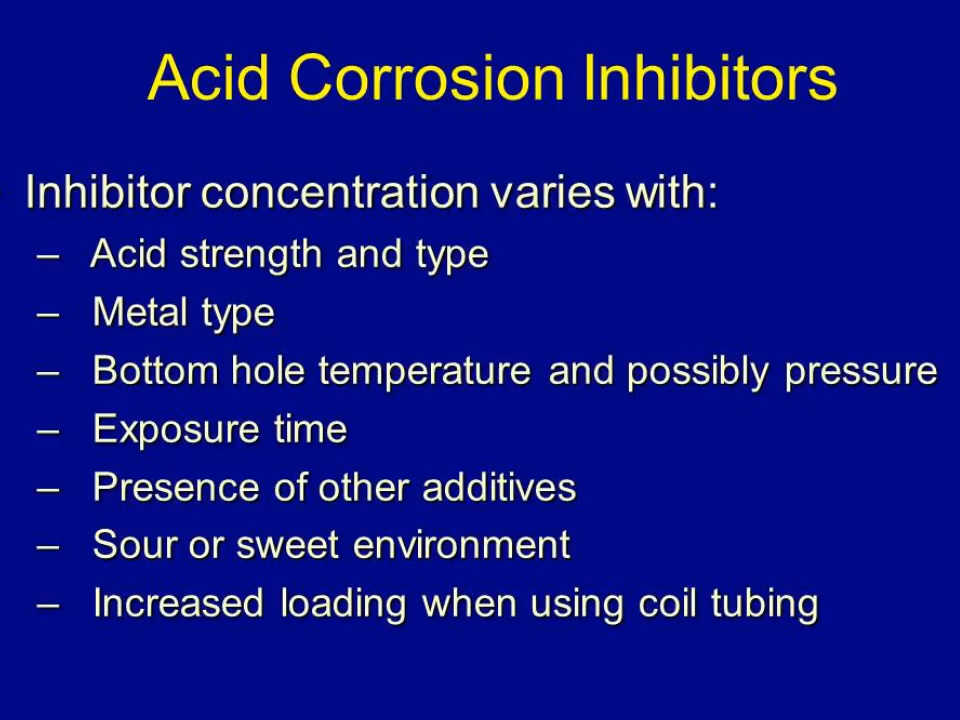 Acid Corrosion Inhibitors
Inhibitor concentration varies with:
– Acid strength and type
– Metal type
– Bottom hole temperature and possibly pressure
– Exposure time
– Presence of other additives
– Sour or sweet environment
– Increased loading when using coil tubing